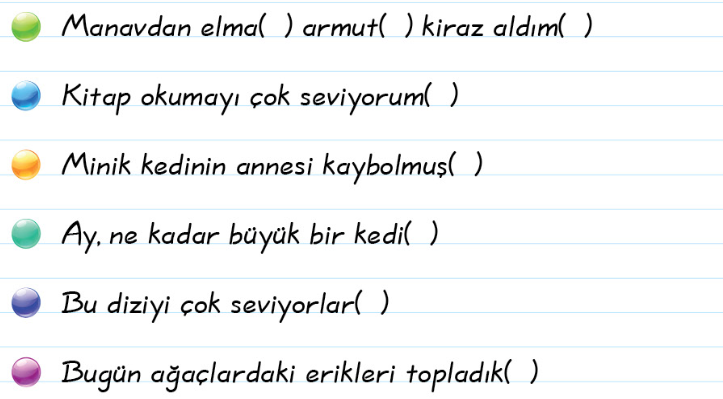 Manavdan elma(  ) armut(  ) kiraz aldım(  )
Kitap okumayı çok seviyorum(  )
Minik kedinin annesi kaybolmuş(  )
Ay, ne kadar büyük bir kedi(  )
Bu diziyi çok seviyorlar(  )
Bugün ağaçlardaki erikleri topladık(  )